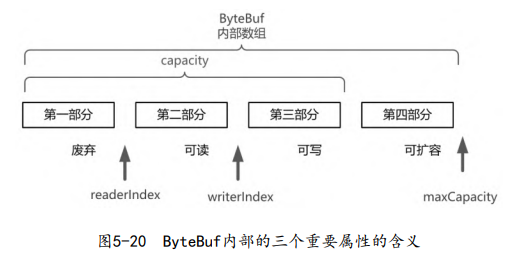 ByteBuf
内部数组
capacity
第一部分
第二部分
第三部分
第四部分
废弃
可读
可写
可扩容
readerIndex
writerIndex
maxCapacity
图5-20 ByteBuf内部的三个重要属性的含义